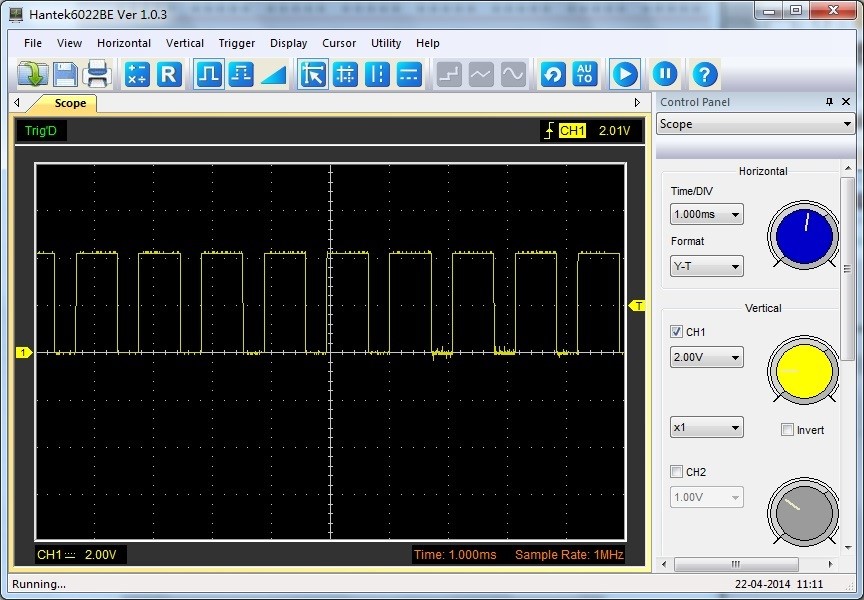 Hantek6022BE Ver 1.0.3
File View Horizontal Vertical Trigger Display Cursor Utility Help
R AU TO ?
Scope
Control Panel
Trig'D
CH1 2.01V
Scope
Horizontal
Time/DIV
1.000ms
Format
Y-T
T
Vertical
CH1
1
2.00V
x1
Invert
CH2
1.00V
CH1 2.00V Time: 1.000ms Sample Rate: 1MHz
Running... 22-04-2014 11:11